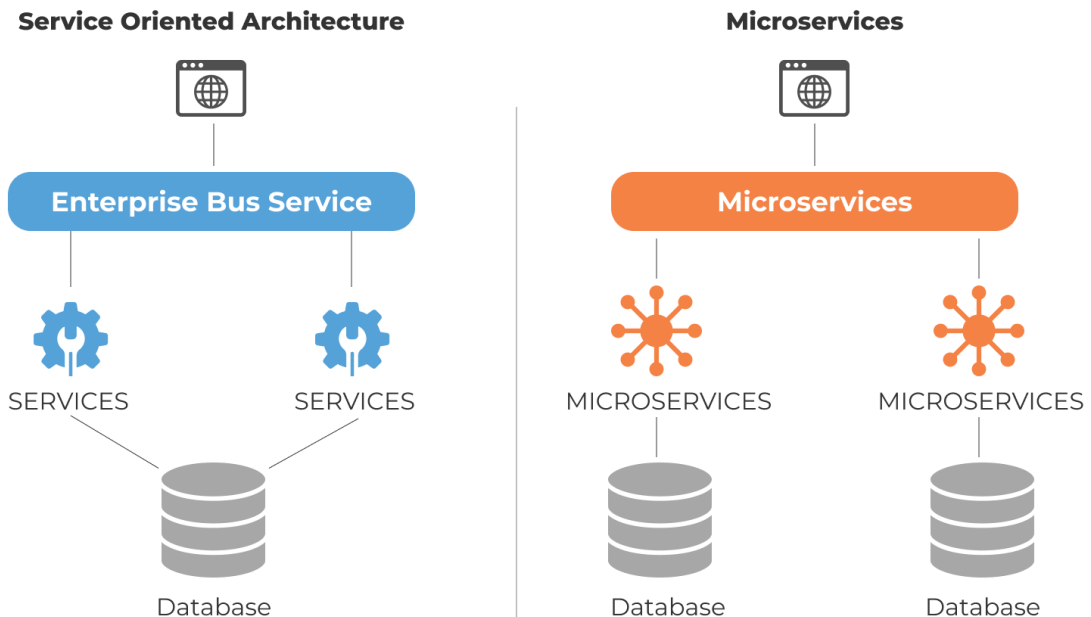 Service Oriented Architecture
Enterprise Bus Service
SERVICES
SERVICES
Database
Microservices
Microservices
MICROSERVICES
MICROSERVICES
Database
Database